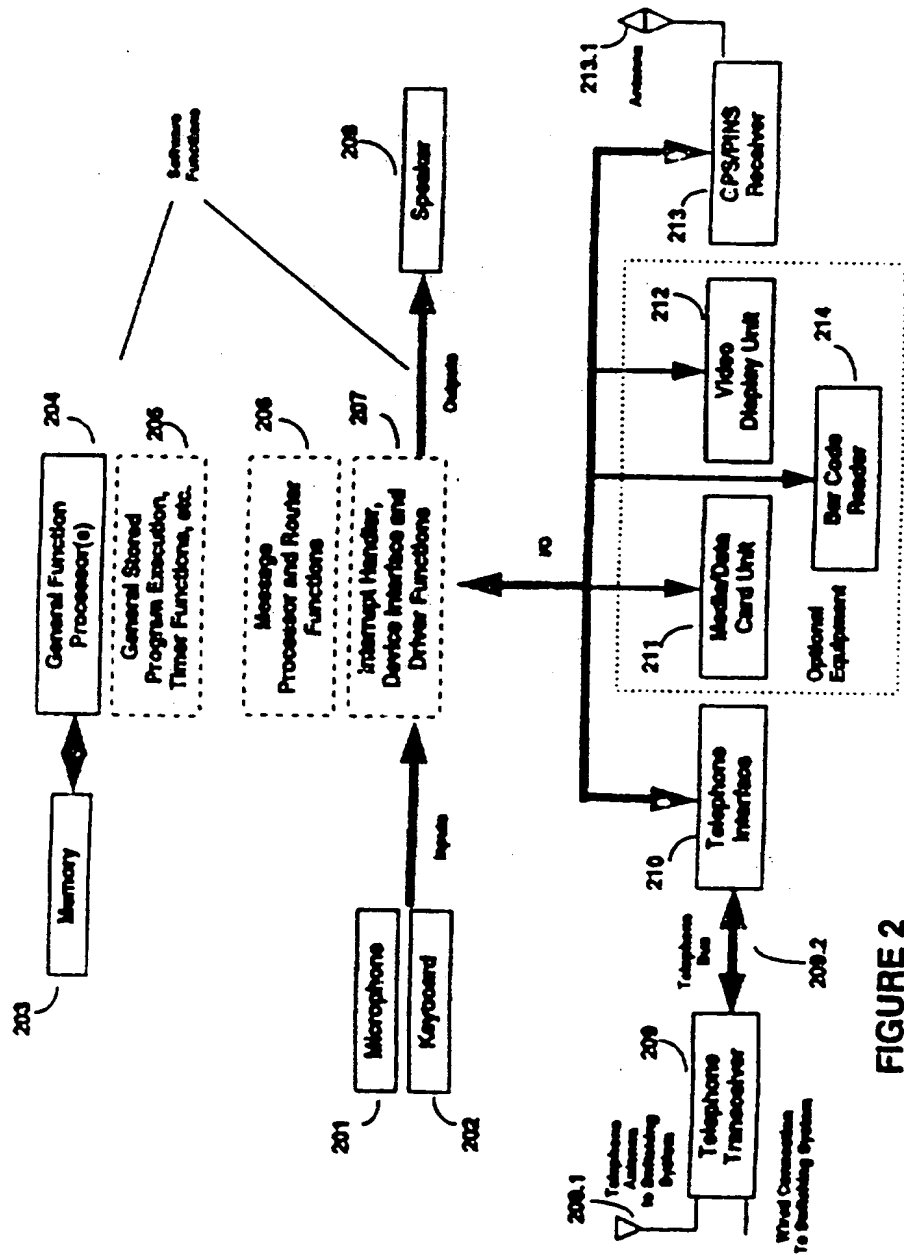 203
Memory
General Function
Processor(s)
204
General Stored
Program Execution,
Timer Functions, etc.
205
Software
Functions
201
Microphone
202
Keyboard
Inputs
Message
Processor and Router
Functions
206
Interrupt Handler,
Device Interface and
Driver Functions
207
Outputs
208
Speaker
I/O
209.1
Telephone
Antenna
to Switching
System
209
Telephone
Transceiver
Wired Connection
To Switching System
Telephone
Bus
209.2
210
Telephone
Interface
211
Media/Data
Card Unit
Optional
Equipment
212
Video
Display Unit
214
Bar Code
Reader
213
GPS/PINS
Receiver
213.1
Antenna
FIGURE 2